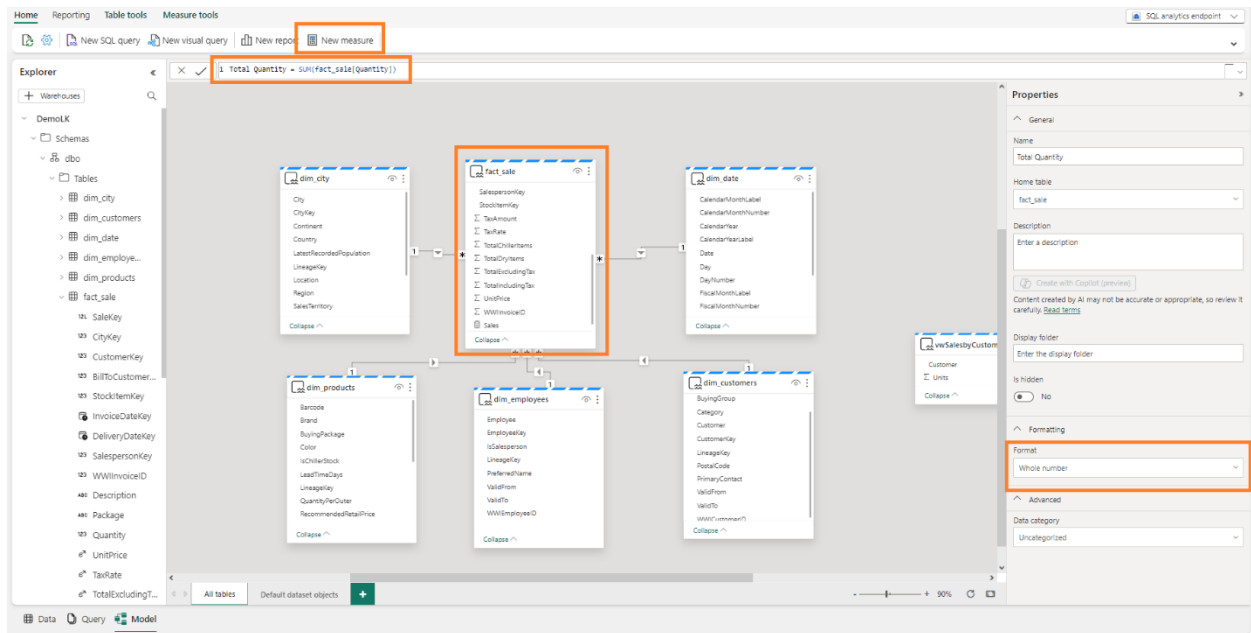 Home Reporting Table tools Measure tools
SQL analytics endpoint
New SQL query New visual query New report New measure
Explorer
1 Total Quantity = SUM(fact_sale[Quantity])
+ Warehouses
DemoLK
Schemas
dbo
Tables
dim_city
dim_customers
dim_date
dim_employe...
dim_products
fact_sale
SaleKey
CityKey
CustomerKey
BillToCustomer...
StockItemKey
InvoiceDateKey
DeliveryDateKey
SalespersonKey
WWIInvoiceID
Description
Package
Quantity
UnitPrice
TaxRate
TotalExcludingT...
dim_city
City
CityKey
Continent
Country
LatestRecordedPopulation
LineageKey
Location
Region
SalesTerritory
Collapse
1
*
fact_sale
SalespersonKey
StockItemKey
TaxAmount
TaxRate
TotalChillerItems
TotalDryItems
TotalExcludingTax
TotalIncludingTax
UnitPrice
WWIInvoiceID
Sales
Collapse
*
1
dim_date
CalendarMonthLabel
CalendarMonthNumber
CalendarYear
CalendarYearLabel
Date
Day
DayNumber
FiscalMonthLabel
FiscalMonthNumber
Collapse
* * *
1
dim_products
Barcode
Brand
BuyingPackage
Color
IsChillerStock
LeadTimeDays
LineageKey
QuantityPerOuter
RecommendedRetailPrice
Collapse
1
dim_employees
Employee
EmployeeKey
IsSalesperson
LineageKey
PreferredName
ValidFrom
ValidTo
WWIEmployeeID
Collapse
1
dim_customers
BuyingGroup
Category
Customer
CustomerKey
LineageKey
PostalCode
PrimaryContact
ValidFrom
ValidTo
WWICustomerID
Collapse
vwSalesbyCustom
Customer
Units
Collapse
Properties
General
Name
Total Quantity
Home table
fact_sale
Description
Enter a description
Create with Copilot (preview)
Content created by AI may not be accurate or appropriate, so review it
carefully. Read terms
Display folder
Enter the display folder
Is hidden
No
Formatting
Format
Whole number
Advanced
Data category
Uncategorized
All tables Default dataset objects +
- + 90%
Data Query Model